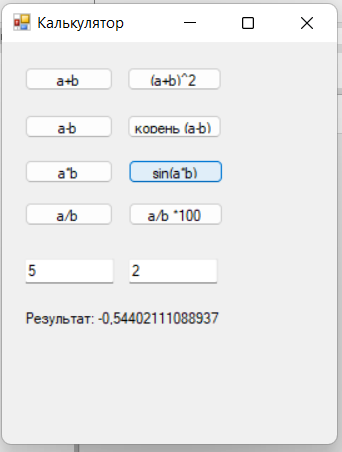 Калькулятор
a+b (a+b)^2
a-b корень (a-b)
a*b sin(a*b)
a/b a/b *100
5 2
Результат: -0,54402111088937